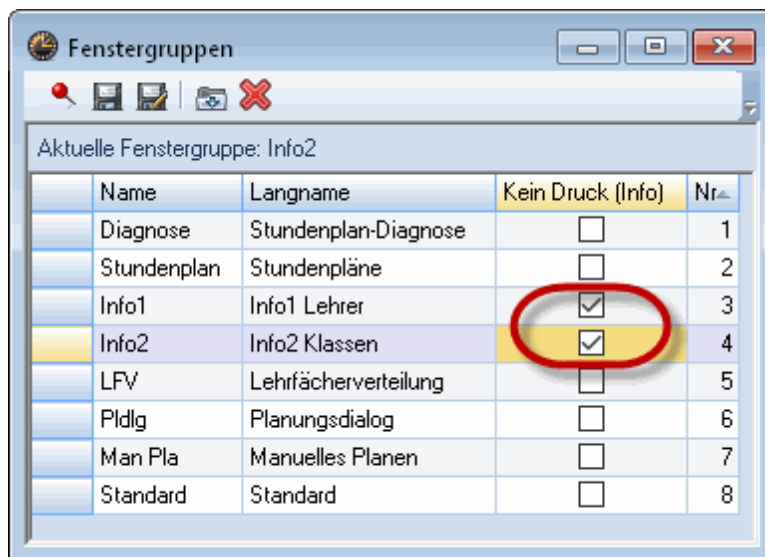 Fenstergruppen
Aktuelle Fenstergruppe: Info2
Name Langname Kein Druck (Info) Nr
Diagnose Stundenplan-Diagnose 1
Stundenplan Stundenpläne 2
Info1 Info1 Lehrer 3
Info2 Info2 Klassen 4
LFV Lehrfächerverteilung 5
Pldlg Planungsdialog 6
Man Pla Manuelles Planen 7
Standard Standard 8